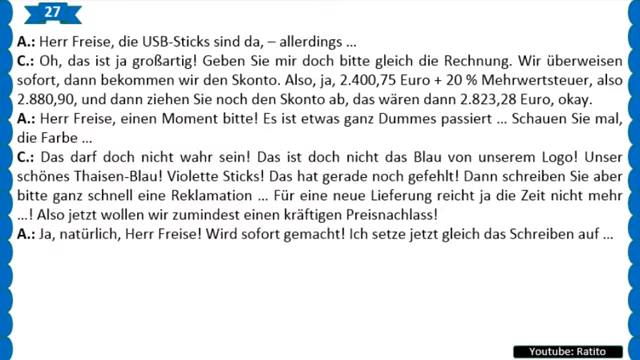 27
A.: Herr Freise, die USB-Sticks sind da, – allerdings ...
C.: Oh, das ist ja großartig! Geben Sie mir doch bitte gleich die Rechnung. Wir überweisen
sofort, dann bekommen wir den Skonto. Also, ja, 2.400,75 Euro + 20 % Mehrwertsteuer, also
2.880,90, und dann ziehen Sie noch den Skonto ab, das wären dann 2.823,28 Euro, okay.
A.: Herr Freise, einen Moment bitte! Es ist etwas ganz Dummes passiert ... Schauen Sie mal,
die Farbe ...
C.: Das darf doch nicht wahr sein! Das ist doch nicht das Blau von unserem Logo! Unser
schönes Thaisen-Blau! Violette Sticks! Das hat gerade noch gefehlt! Dann schreiben Sie aber
bitte ganz schnell eine Reklamation ... Für eine neue Lieferung reicht ja die Zeit nicht mehr
...! Also jetzt wollen wir zumindest einen kräftigen Preisnachlass!
A.: Ja, natürlich, Herr Freise! Wird sofort gemacht! Ich setze jetzt gleich das Schreiben auf ...
Youtube: Ratito